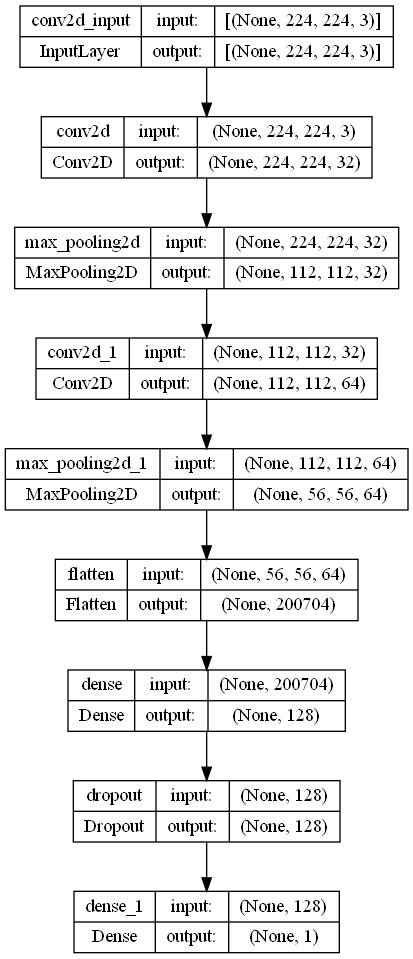 conv2d_input input: [(None, 224, 224, 3)]
InputLayer output: [(None, 224, 224, 3)]
conv2d input: (None, 224, 224, 3)
Conv2D output: (None, 224, 224, 32)
max_pooling2d input: (None, 224, 224, 32)
MaxPooling2D output: (None, 112, 112, 32)
conv2d_1 input: (None, 112, 112, 32)
Conv2D output: (None, 112, 112, 64)
max_pooling2d_1 input: (None, 112, 112, 64)
MaxPooling2D output: (None, 56, 56, 64)
flatten input: (None, 56, 56, 64)
Flatten output: (None, 200704)
dense input: (None, 200704)
Dense output: (None, 128)
dropout input: (None, 128)
Dropout output: (None, 128)
dense_1 input: (None, 128)
Dense output: (None, 1)